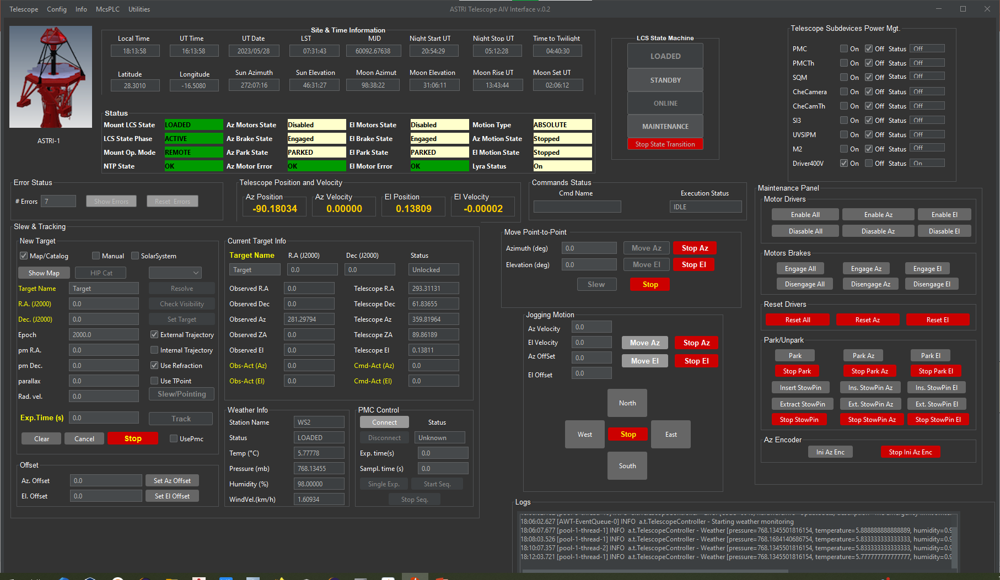 Telescope Config Info McsPLC Utilities
ASTRI Telescope AIV Interface v.0.2
ASTRI-1
Site & Time Information
Local Time UT Time UT Date LST MJD Night Start UT Night Stop UT Time to Twilight
18:13:58 16:13:58 2023/05/28 07:31:43 60092.67638 20:54:29 05:12:28 04:40:30
Latitude Longitude Sun Azimuth Sun Elevation Moon Azimut Moon Elevation Moon Rise UT Moon Set UT
28.3010 -16.5080 272:07:16 46:31:27 98:38:22 31:06:11 13:43:44 02:06:12
Status
Mount LCS State LOADED Az Motors State Disabled El Motors State Disabled Motion Type ABSOLUTE
LCS State Phase ACTIVE Az Brake State Engaged El Brake State Engaged Az Motion State Stopped
Mount Op. Mode REMOTE Az Park State PARKED El Park State PARKED El Motion State Stopped
NTP State OK Az Motor Error OK El Motor Error OK Lyra Status On
LCS State Machine
LOADED
STANDBY
ONLINE
MAINTENANCE
Stop State Transition
Telescope Subdevices Power Mgt.
PMC On Off Status Off
PMCTh On Off Status Off
SQM On Off Status Off
CheCamera On Off Status Off
CheCamTh On Off Status Off
SI3 On Off Status Off
UVSIPM On Off Status Off
M2 On Off Status Off
Driver400V On Off Status On
Error Status
# Errors 7 Show Errors Reset Errors
Telescope Position and Velocity
Az Position Az Velocity El Position El Velocity
-90.18034 0.00000 0.13809 -0.00002
Commands Status
Cmd Name Execution Status
IDLE
Slew & Tracking
New Target
Map/Catalog Manual SolarSystem
Show Map HIP Cat
Target Name Target Resolve
R.A. (J2000) 0.0 Check Visibility
Dec. (J2000) 0.0 Set Target
Epoch 2000.0 External Trajectory
pm R.A. 0.0 Internal Trajectory
pm Dec. 0.0 Use Refraction
parallax 0.0 Use TPoint
Rad. vel. 0.0 Slew/Pointing
Exp.Time (s) 0.0 Track
Clear Cancel Stop UsePmc
Offset
Az. Offset 0.0 Set Az Offset
El. Offset 0.0 Set El Offset
Current Target Info
Target Name R.A (J2000) Dec (J2000) Status
Target 0.0 0.0 Unlocked
Observed R.A 0.0 Telescope R.A 293.31131
Observed Dec 0.0 Telescope Dec 61.83655
Observed Az 281.29794 Telescope Az 359.81964
Observed ZA 0.0 Telescope ZA 89.86189
Observed El 0.0 Telescope El 0.13811
Obs-Act (Az) 0.0 Cmd-Act (Az) 0.0
Obs-Act (El) 0.0 Cmd-Act (El) 0.0
Weather Info
Station Name WS2
Status LOADED
Temp (°C) 5.77778
Pressure (mb) 768.13455
Humidity (%) 98.00000
WindVel.(km/h) 1.60934
PMC Control
Connect Status
Disconnect Unknown
Exp. time(s) 0.0
Sampl. time (s) 0.0
Single Exp. Start Seq.
Stop Seq.
Move Point-to-Point
Azimuth (deg) 0.0 Move Az Stop Az
Elevation (deg) 0.0 Move El Stop El
Slew Stop
Jogging Motion
Az Velocity 0.0
El Velocity 0.0 Move Az Stop Az
Az OffSet 0.0 Move El Stop El
El Offset 0.0
North
West Stop East
South
Maintenance Panel
Motor Drivers
Enable All Enable Az Enable El
Diasable All Diasable Az Disable El
Motors Brakes
Engage All Engage Az Engage El
Disengage All Disengage Az Disengage El
Reset Drivers
Reset All Reset Az Reset El
Park/Unpark
Park Park Az Park El
Stop Park Stop Park Az Stop Park El
Insert StowPin Ins. StowPin Az Ins. StowPin El
Extract StowPin Ext. StowPin Az Ext. StowPin El
Stop StowPin Stop StowPin Az Stop StowPin El
Az Encoder
Ini Az Enc Stop Ini Az Enc
Logs
18:06:02.627 [AWT-EventQueue-0] INFO a.t.TelescopeController - Starting weather monitoring
18:06:07.677 [pool-1-thread-1] INFO a.t.TelescopeController - Weather [pressure=768.1345501816154, temperature=5.888888888888889, humidity=0.9
18:08:03.526 [pool-1-thread-1] INFO a.t.TelescopeController - Weather [pressure=768.1684140686754, temperature=5.833333333333333, humidity=0.9
18:10:07.357 [pool-1-thread-2] INFO a.t.TelescopeController - Weather [pressure=768.1345501816154, temperature=5.833333333333333, humidity=0.9
18:12:03.721 [pool-1-thread-1] INFO a.t.TelescopeController - Weather [pressure=768.1345501816154, temperature=5.777777777777777, humidity=0.9